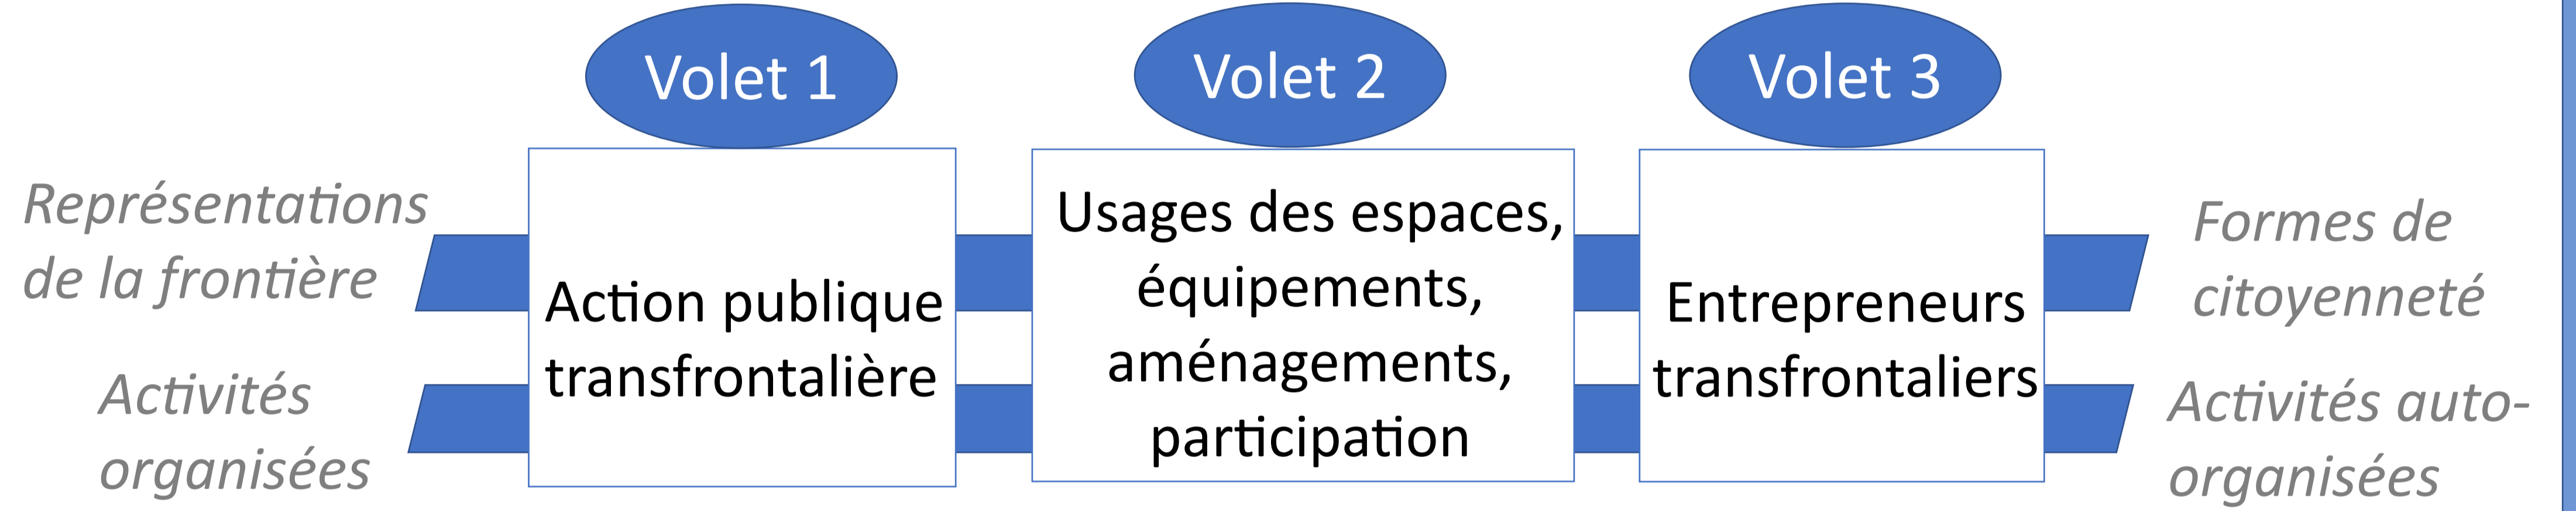 Volet 1
Volet 2
Volet 3
Représentations
de la frontière
Activités
organisées
Action publique
transfrontalière
Usages des espaces,
équipements,
aménagements,
participation
Entrepreneurs
transfrontaliers
Formes de
citoyenneté
Activités auto-
organisées